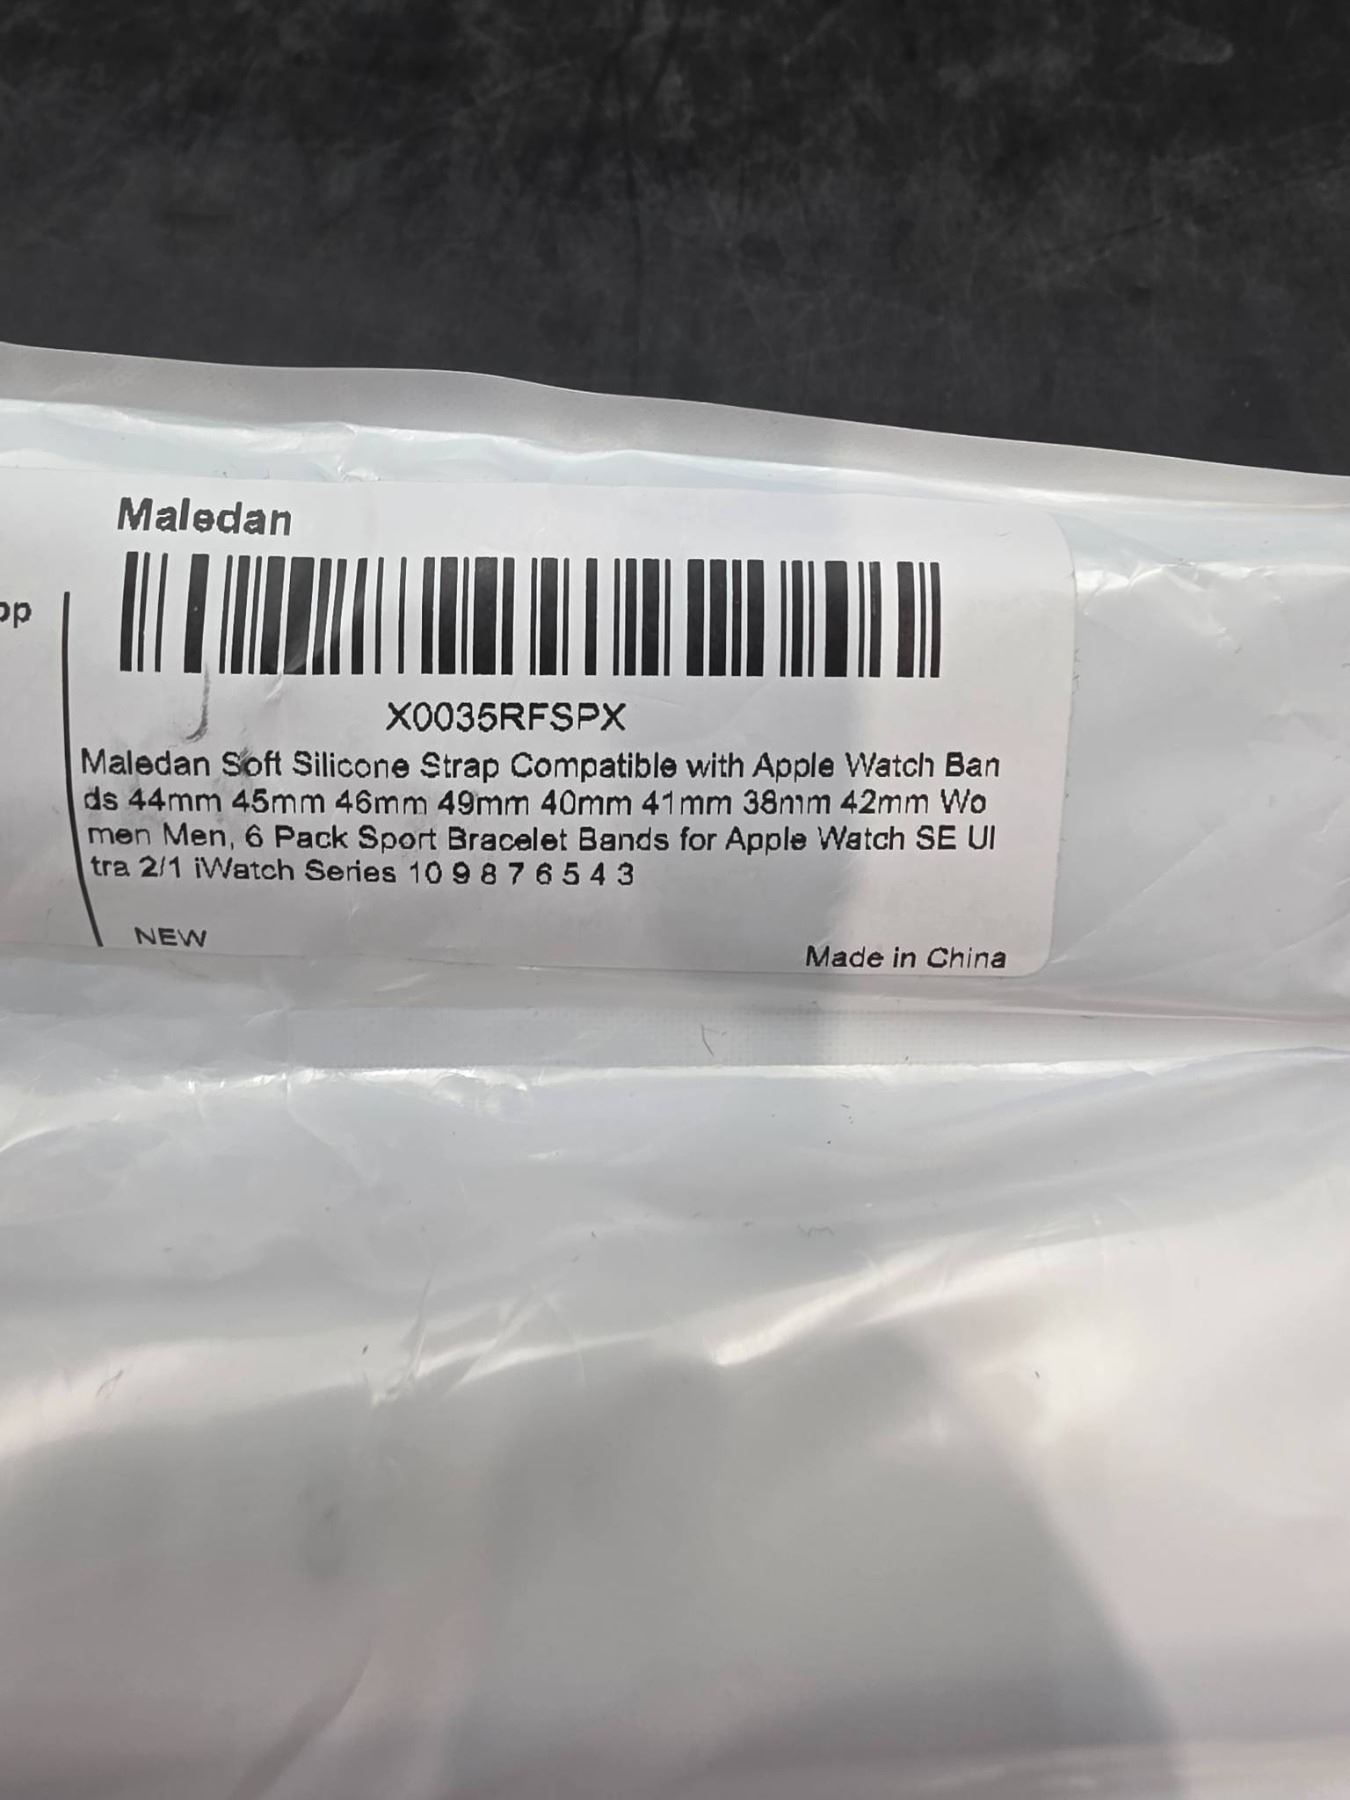 Maledan
pp
X0035RFSPX
Maledan Soft Silicone Strap Compatible with Apple Watch Ban
ds 44mm 45mm 46mm 49mm 40mm 41mm 38mm 42mm Wo
men Men, 6 Pack Sport Bracelet Bands for Apple Watch SE Ul
tra 2/1 iWatch Series 10 9 8 7 6 5 4 3
NEW
Made in China